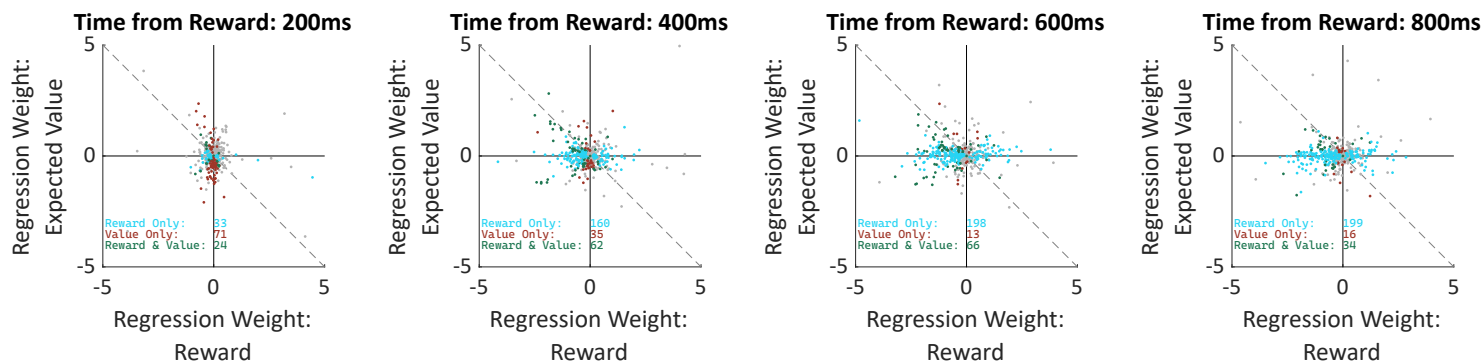 Time from Reward: 200ms
5
0
-5
-5
0
5
Regression Weight:
Expected Value
Reward Only: 33
Value Only: 71
Reward & Value: 24
Regression Weight:
Reward
Time from Reward: 400ms
5
0
-5
-5
0
5
Regression Weight:
Expected Value
Reward Only: 160
Value Only: 35
Reward & Value: 62
Regression Weight:
Reward
Time from Reward: 600ms
5
0
-5
-5
0
5
Regression Weight:
Expected Value
Reward Only: 198
Value Only: 13
Reward & Value: 66
Regression Weight:
Reward
Time from Reward: 800ms
5
0
-5
-5
0
5
Regression Weight:
Expected Value
Reward Only: 199
Value Only: 16
Reward & Value: 34
Regression Weight:
Reward